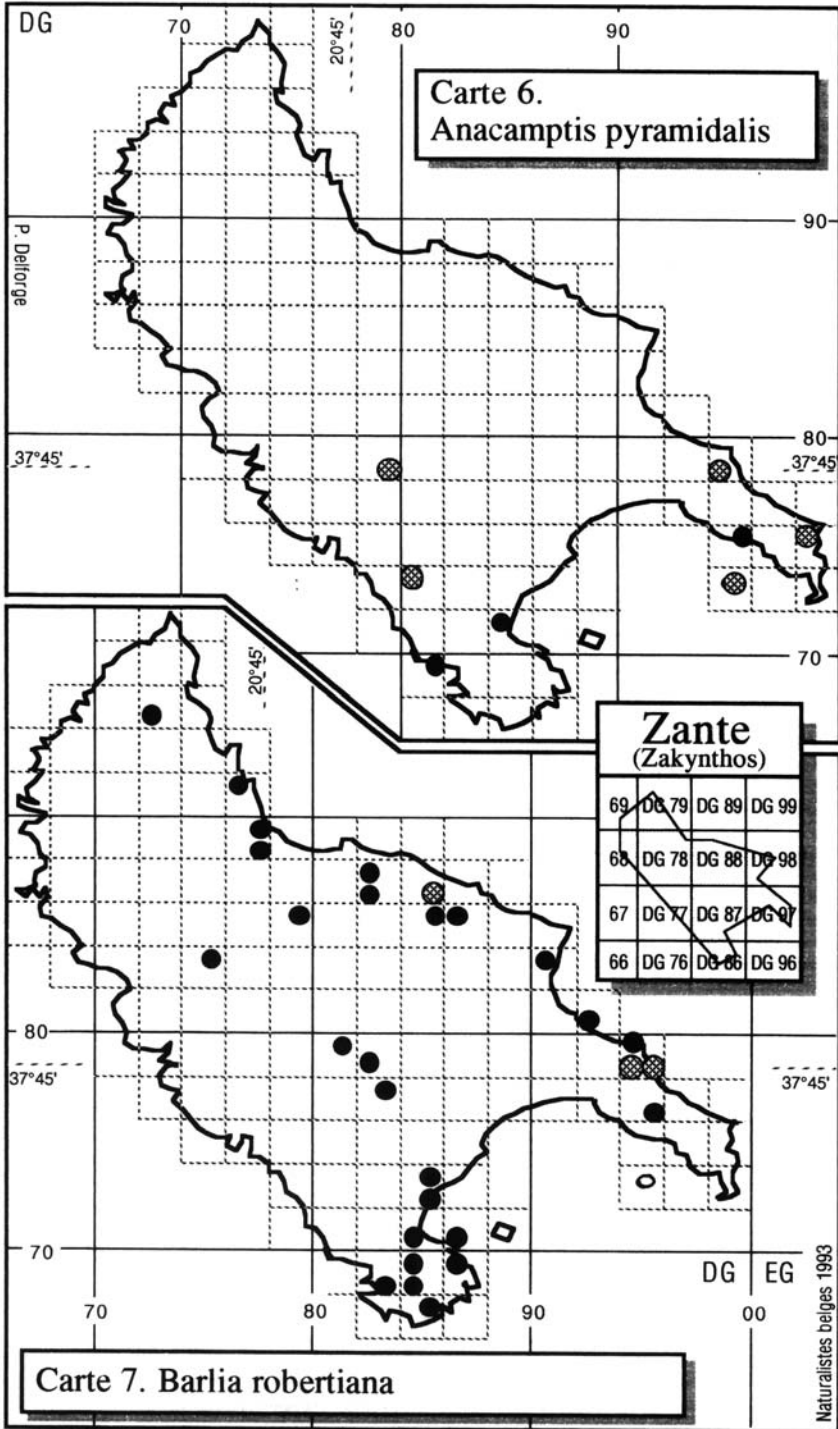 DG 70 80 90
20°45'
Carte 6.
Anacamptis pyramidalis
90
P. Delforge
80
37°45' 37°45'
70
20°45'
Zante
(Zakynthos)
69 DG 79 DG 89 DG 99
68 DG 78 DG 88 DG 98
67 DG 77 DG 87 DG 97
66 DG 76 DG 86 DG 96
80
37°45' 37°45'
70
DG EG
70 80 90 00
Carte 7. Barlia robertiana
Naturalistes belges 1993